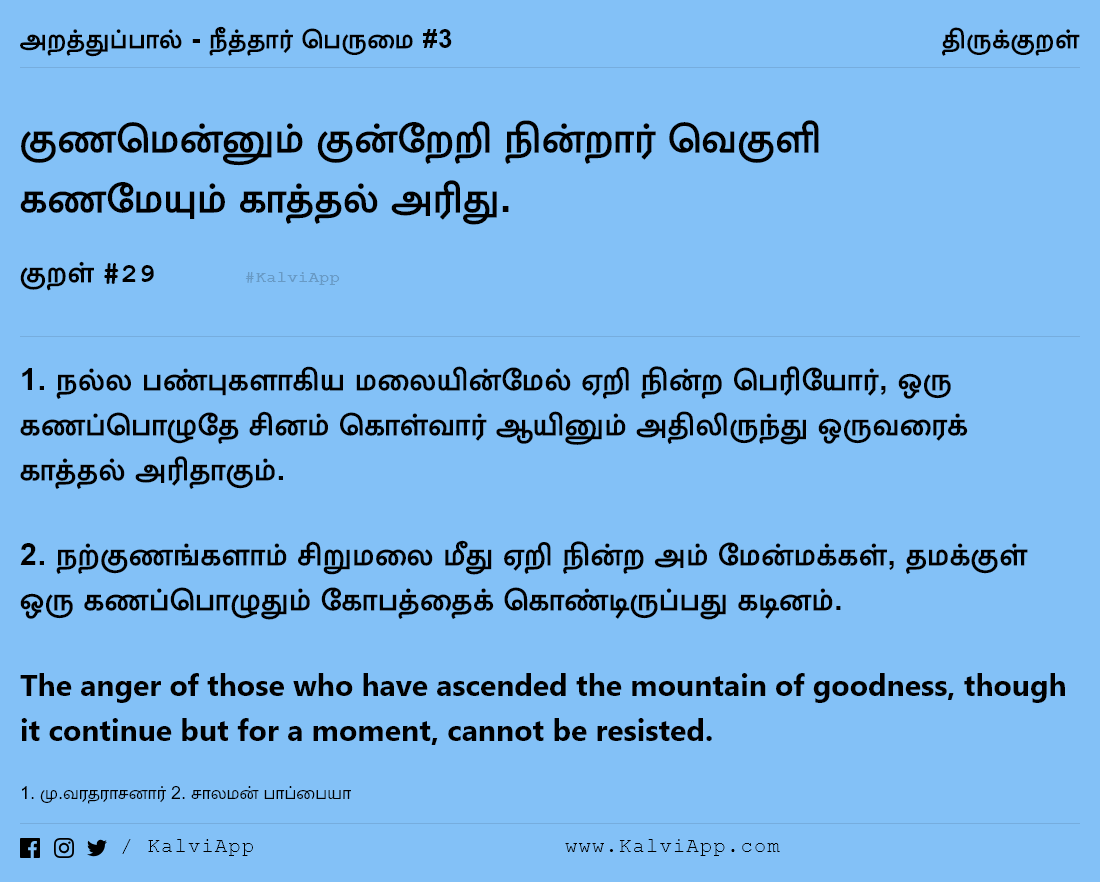 அறத்துப்பால் - நீத்தார் பெருமை #3
திருக்குறள்
குணமென்னும் குன்றேறி நின்றார் வெகுளி
கணமேயும் காத்தல் அரிது.
குறள் #29
#KalviApp
1. நல்ல பண்புகளாகிய மலையின்மேல் ஏறி நின்ற பெரியோர், ஒரு
கணப்பொழுதே சினம் கொள்வார் ஆயினும் அதிலிருந்து ஒருவரைக்
காத்தல் அரிதாகும்.
2. நற்குணங்களாம் சிறுமலை மீது ஏறி நின்ற அம் மேன்மக்கள், தமக்குள்
ஒரு கணப்பொழுதும் கோபத்தைக் கொண்டிருப்பது கடினம்.
The anger of those who have ascended the mountain of goodness, though
it continue but for a moment, cannot be resisted.
1. மு.வரதராசனார் 2. சாலமன் பாப்பையா
/ KalviApp
www.KalviApp.com